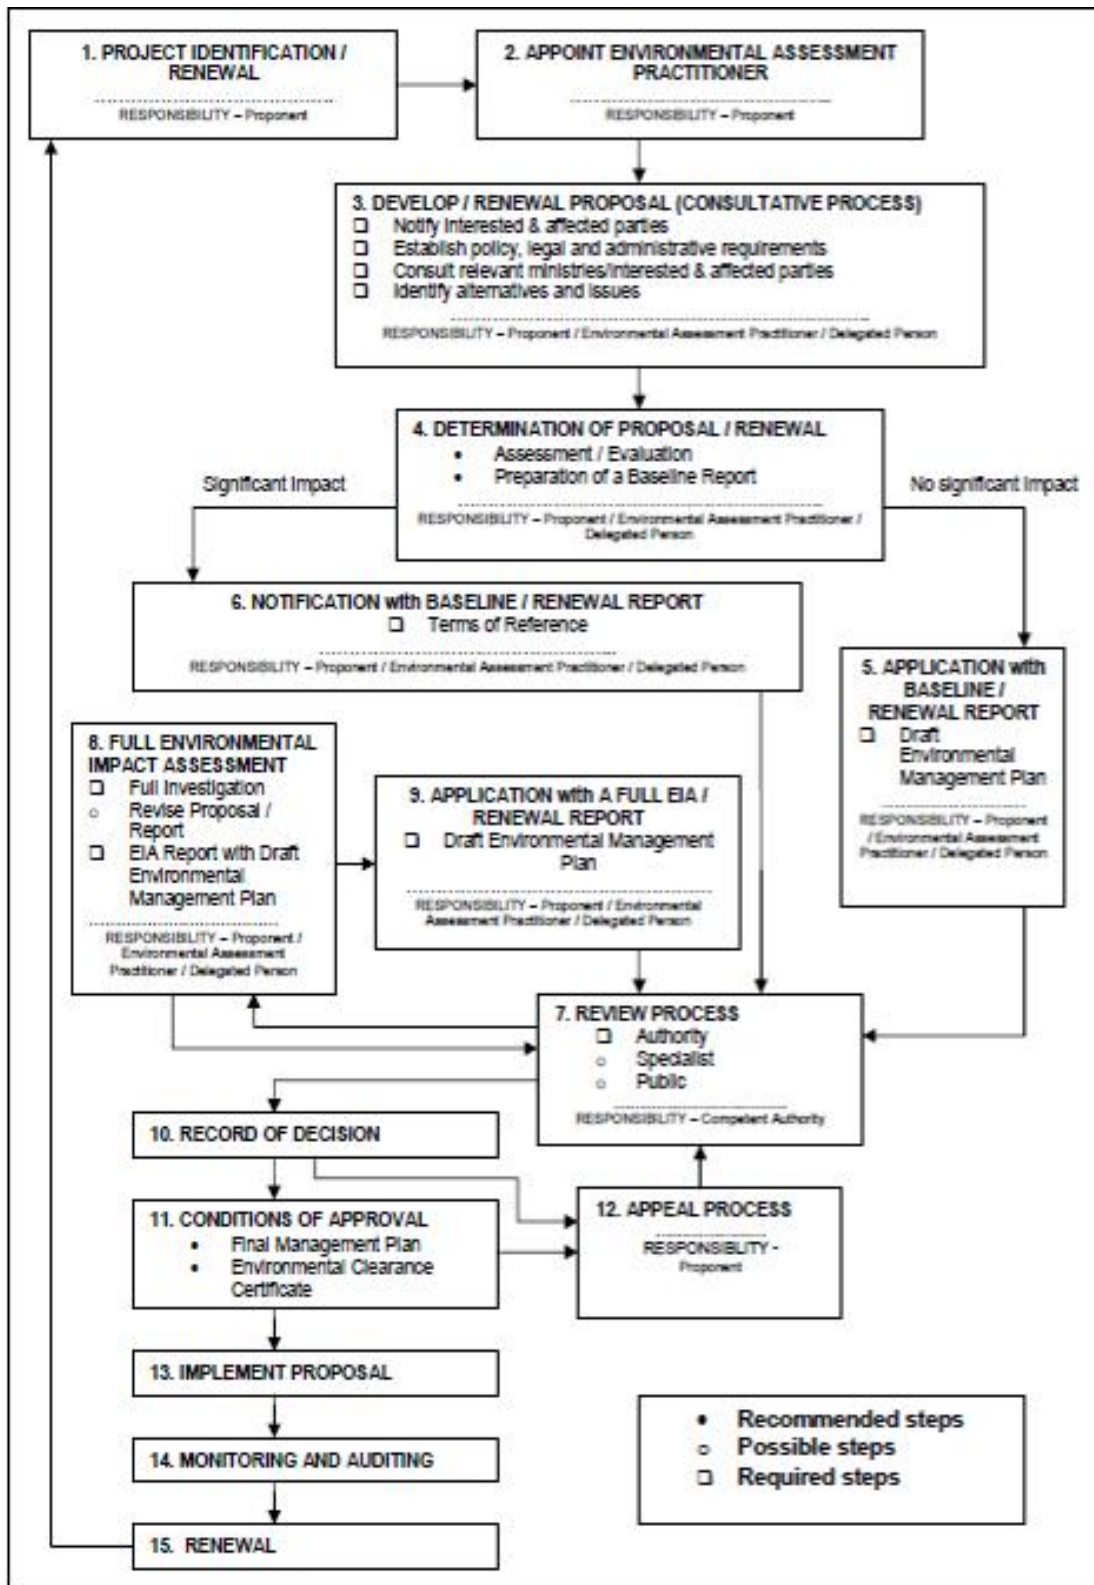 1. PROJECT IDENTIFICATION /
RENEWAL
RESPONSIBILITY – Proponent
2. APPOINT ENVIRONMENTAL ASSESSMENT
PRACTITIONER
RESPONSIBILITY – Proponent
3. DEVELOP / RENEWAL PROPOSAL (CONSULTATIVE PROCESS)
❑ Notify interested & affected parties
❑ Establish policy, legal and administrative requirements
❑ Consult relevant ministries/interested & affected parties
❑ Identify alternatives and issues
RESPONSIBILITY – Proponent / Environmental Assessment Practitioner / Delegated Person
4. DETERMINATION OF PROPOSAL / RENEWAL
• Assessment / Evaluation
• Preparation of a Baseline Report
RESPONSIBILITY – Proponent / Environmental Assessment Practitioner /
Delegated Person
Significant Impact
No significant Impact
6. NOTIFICATION with BASELINE / RENEWAL REPORT
❑ Terms of Reference
RESPONSIBILITY – Proponent / Environmental Assessment Practitioner / Delegated Person
5. APPLICATION with
BASELINE /
RENEWAL REPORT
❑ Draft
Environmental
Management Plan
RESPONSIBILITY – Proponent
/ Environmental Assessment
Practitioner / Delegated Person
8. FULL ENVIRONMENTAL
IMPACT ASSESSMENT
❑ Full Investigation
o Revise Proposal /
Report
❑ EIA Report with Draft
Environmental
Management Plan
RESPONSIBILITY – Proponent /
Environmental Assessment
Practitioner / Delegated Person
9. APPLICATION with A FULL EIA /
RENEWAL REPORT
❑ Draft Environmental Management
Plan
RESPONSIBILITY – Proponent / Environmental
Assessment Practitioner / Delegated Person
7. REVIEW PROCESS
❑ Authority
o Specialist
o Public
RESPONSIBILITY – Competent Authority
10. RECORD OF DECISION
11. CONDITIONS OF APPROVAL
• Final Management Plan
• Environmental Clearance
Certificate
12. APPEAL PROCESS
RESPONSIBLITY -
Proponent
13. IMPLEMENT PROPOSAL
14. MONITORING AND AUDITING
15. RENEWAL
• Recommended steps
o Possible steps
❑ Required steps